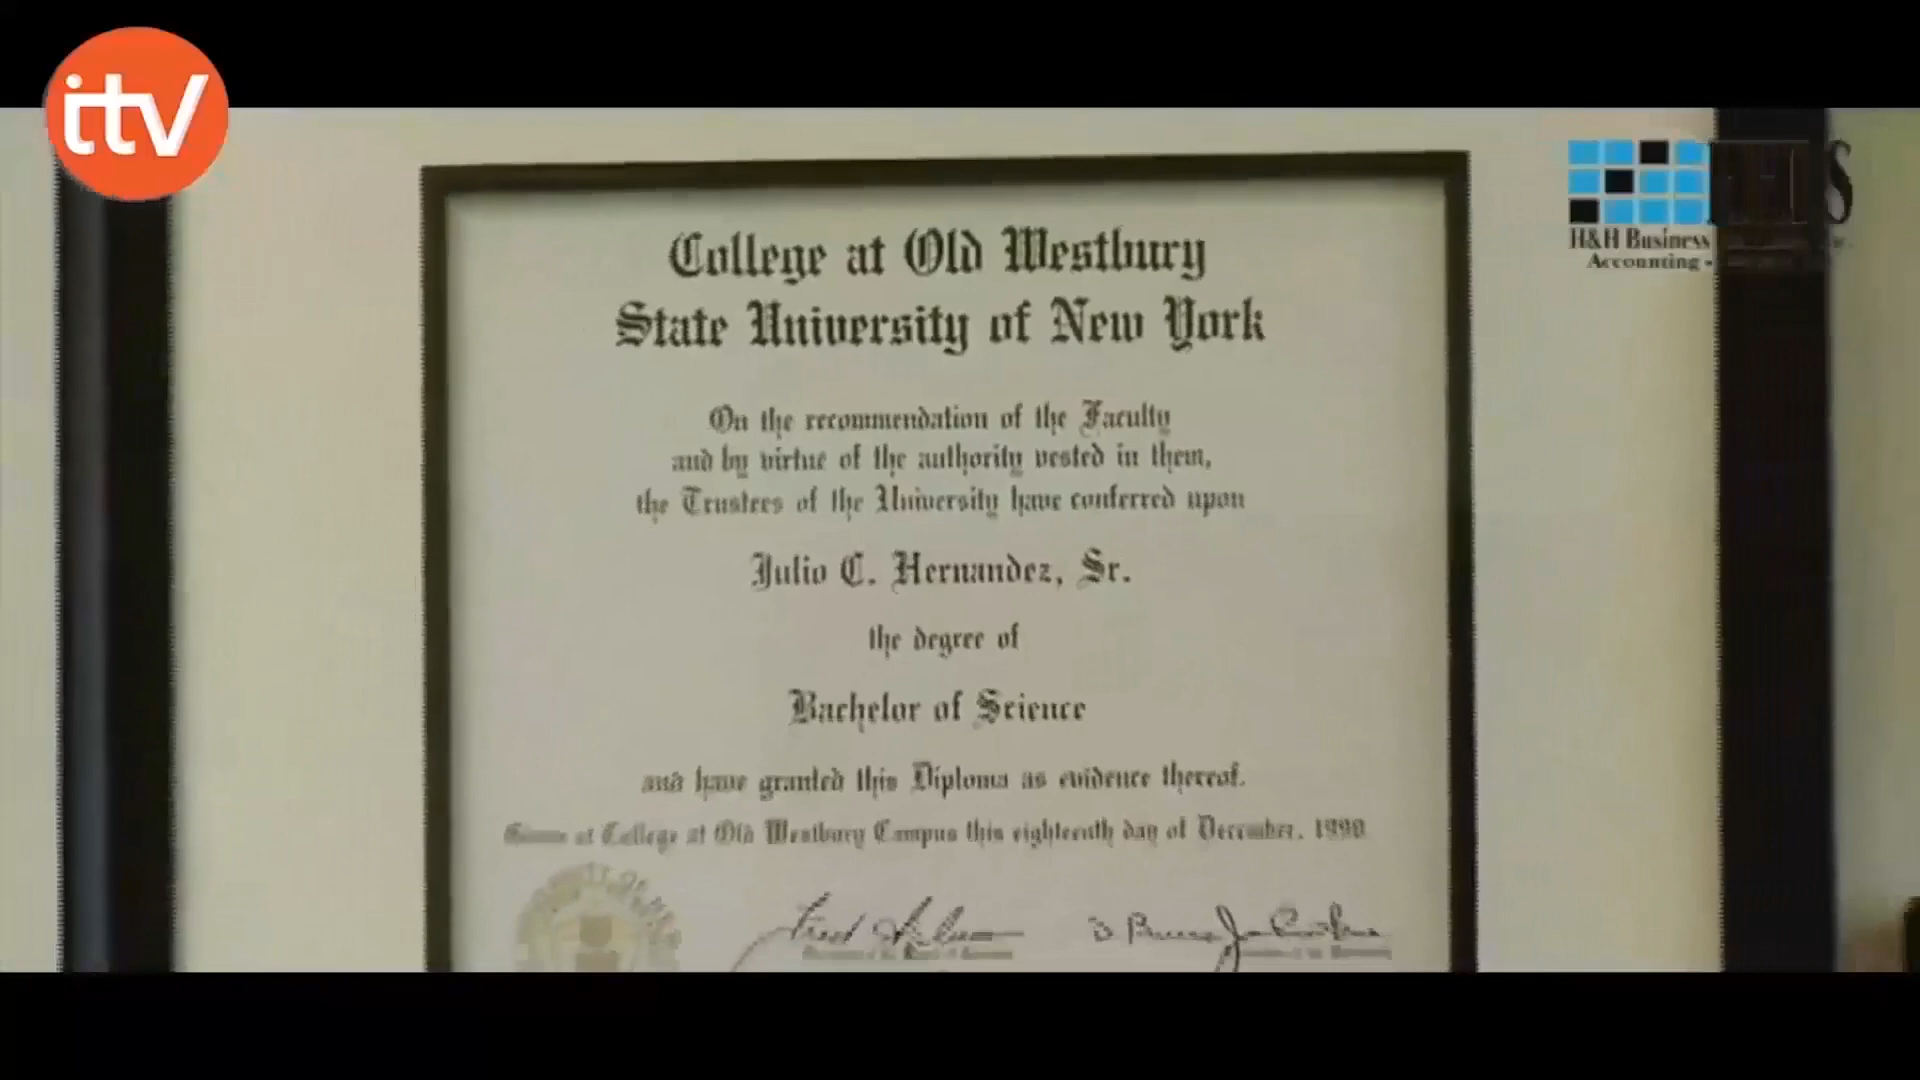 itv
H&H Business
Accounting -
College at Old Westbury
State University of New York
On the recommendation of the Faculty
and by virtue of the authority vested in them,
the Trustees of the University have conferred upon
Julio C. Hernandez, Sr.
the degree of
Bachelor of Science
and have granted this Diploma as evidence thereof.
Given at College at Old Westbury Campus this eighteenth day of December,